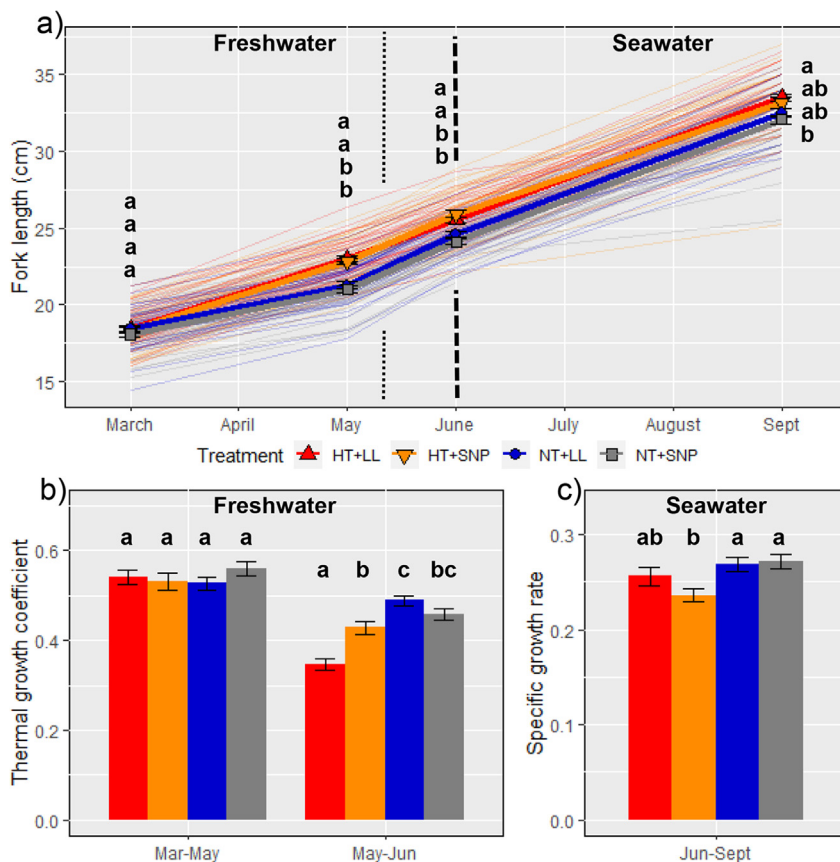 a)
Freshwater Seawater
35
30
25
20
15
Fork length (cm)
a
a
a
a
a
a
b
b
a
a
b
b
a
ab
ab
b
March April May June July August Sept
Treatment HT+LL HT+SNP NT+LL NT+SNP
b)
Freshwater
Thermal growth coefficient
0.6
0.4
0.2
0.0
a a a a
a b c bc
Mar-May May-Jun
c)
Seawater
Specific growth rate
0.3
0.2
0.1
0.0
ab b a a
Jun-Sept